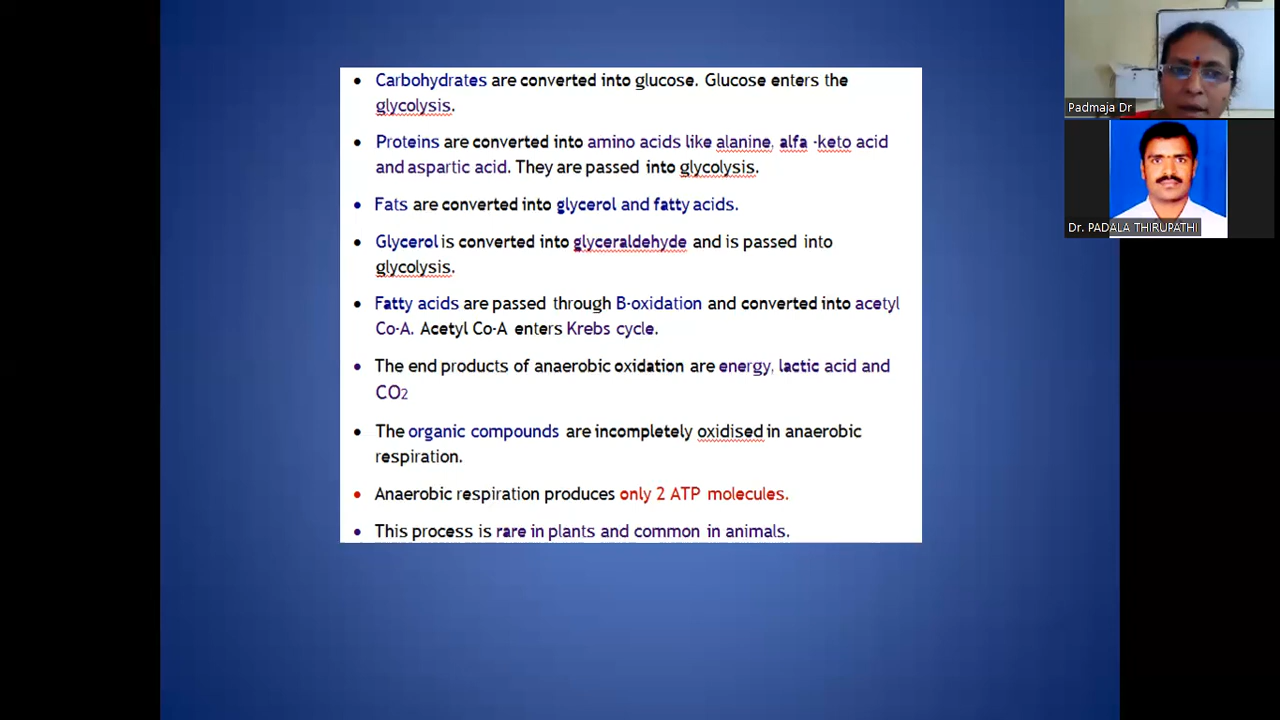 Carbohydrates are converted into glucose. Glucose enters the
glycolysis.
Proteins are converted into amino acids like alanine, alfa -keto acid
and aspartic acid. They are passed into glycolysis.
Fats are converted into glycerol and fatty acids.
Glycerol is converted into glyceraldehyde and is passed into
glycolysis.
Fatty acids are passed through B-oxidation and converted into acetyl
Co-A. Acetyl Co-A enters Krebs cycle.
The end products of anaerobic oxidation are energy, lactic acid and
CO2
The organic compounds are incompletely oxidised in anaerobic
respiration.
Anaerobic respiration produces only 2 ATP molecules.
This process is rare in plants and common in animals.
Padmaja Dr
Dr. PADALA THIRUPATHI